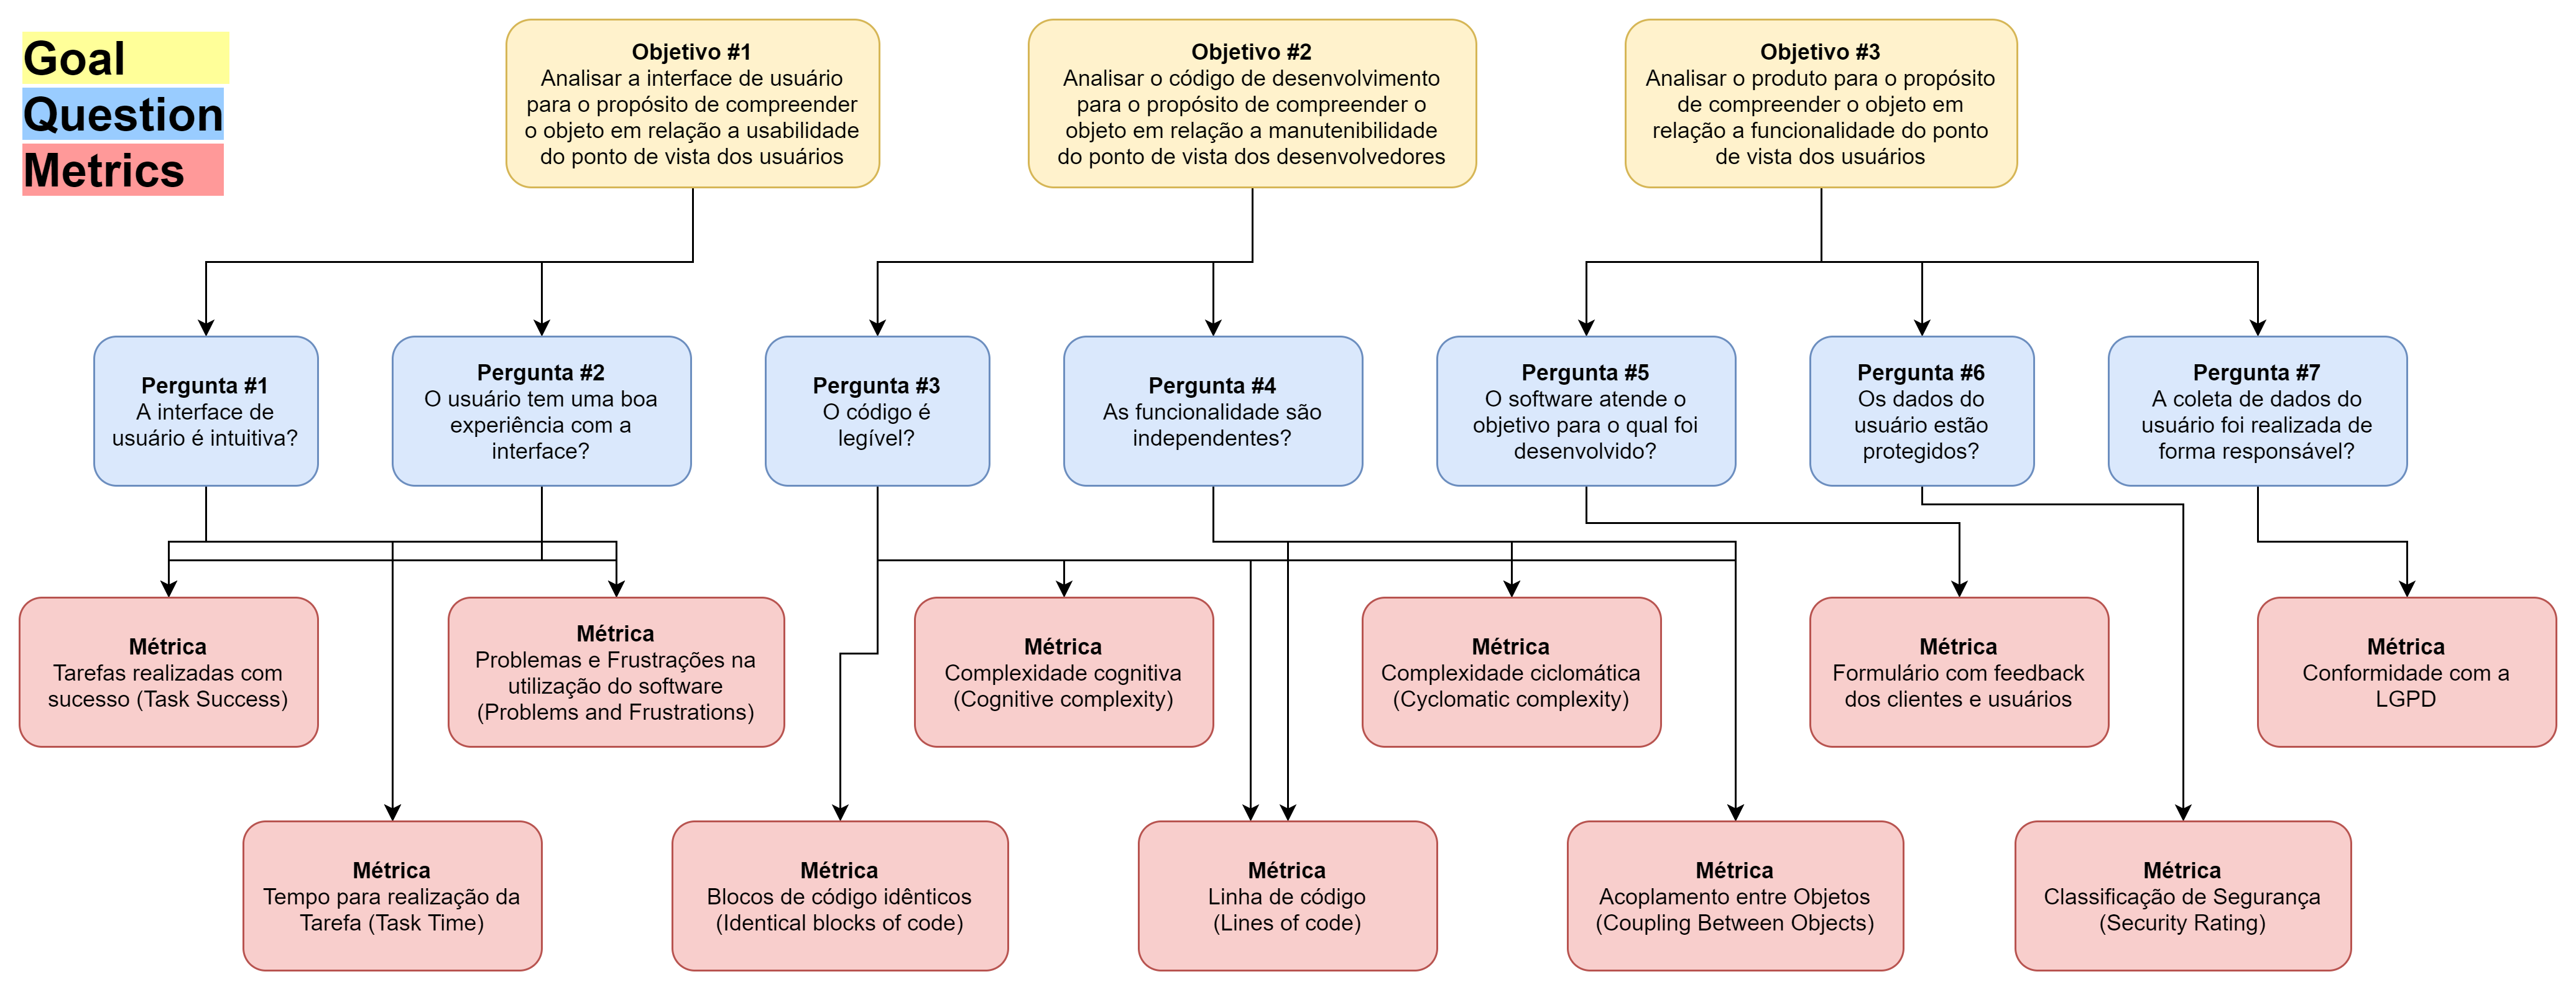 Goal
Question
Metrics
Objetivo #1
Analisar a interface de usuário
para o propósito de compreender
o objeto em relação a usabilidade
do ponto de vista dos usuários
Objetivo #2
Analisar o código de desenvolvimento
para o propósito de compreender o
objeto em relação a manutenibilidade
do ponto de vista dos desenvolvedores
Objetivo #3
Analisar o produto para o propósito
de compreender o objeto em
relação a funcionalidade do ponto
de vista dos usuários
Pergunta #1
A interface de
usuário é intuitiva?
Pergunta #2
O usuário tem uma boa
experiência com a
interface?
Pergunta #3
O código é
legível?
Pergunta #4
As funcionalidade são
independentes?
Pergunta #5
O software atende o
objetivo para o qual foi
desenvolvido?
Pergunta #6
Os dados do
usuário estão
protegidos?
Pergunta #7
A coleta de dados do
usuário foi realizada de
forma responsável?
Métrica
Tarefas realizadas com
sucesso (Task Success)
Métrica
Problemas e Frustrações na
utilização do software
(Problems and Frustrations)
Métrica
Complexidade cognitiva
(Cognitive complexity)
Métrica
Complexidade ciclomática
(Cyclomatic complexity)
Métrica
Formulário com feedback
dos clientes e usuários
Métrica
Conformidade com a
LGPD
Métrica
Tempo para realização da
Tarefa (Task Time)
Métrica
Blocos de código idênticos
(Identical blocks of code)
Métrica
Linha de código
(Lines of code)
Métrica
Acoplamento entre Objetos
(Coupling Between Objects)
Métrica
Classificação de Segurança
(Security Rating)